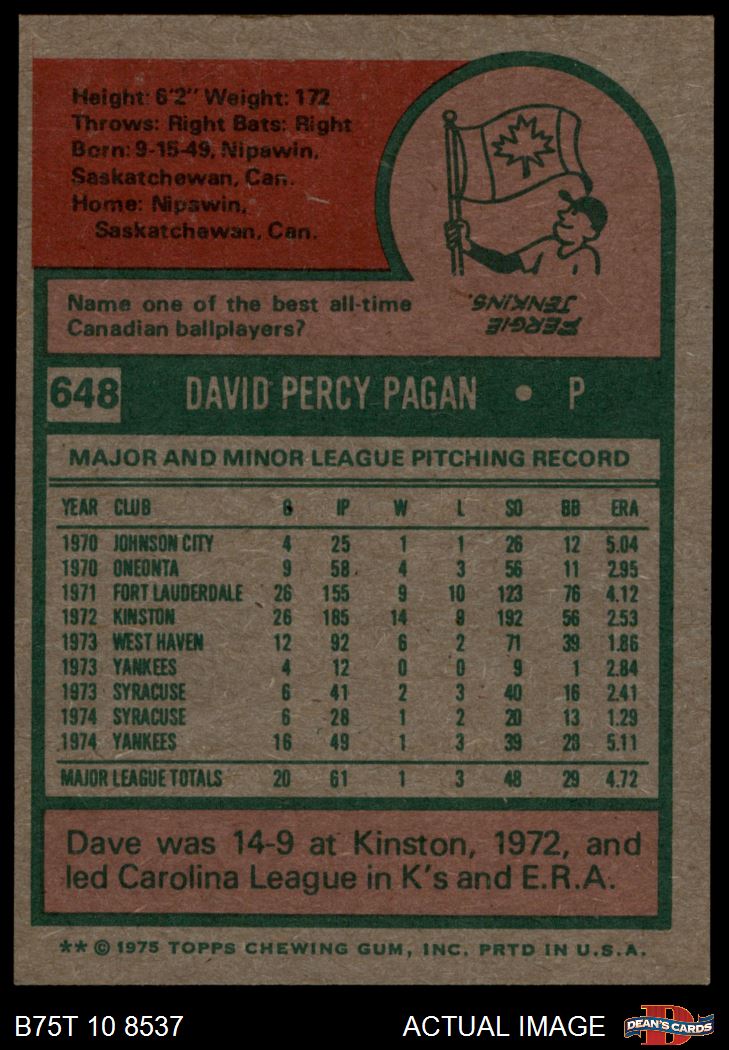 Height: 6'2" Weight: 172
Throws: Right Bats: Right
Born: 9-15-49, Nipawin,
Saskatchewan, Can.
Home: Nipawin,
Saskatchewan, Can.
Name one of the best all-time
Canadian ballplayers?
FERGIE
JENKINS.
648 DAVID PERCY PAGAN • P
MAJOR AND MINOR LEAGUE PITCHING RECORD
YEAR CLUB G IP W L SO BB ERA
1970 JOHNSON CITY 4 25 1 1 26 12 5.04
1970 ONEONTA 9 58 4 3 56 11 2.95
1971 FORT LAUDERDALE 26 155 9 10 123 76 4.12
1972 KINSTON 26 185 14 9 192 56 2.53
1973 WEST HAVEN 12 92 6 2 71 39 1.86
1973 YANKEES 4 12 0 0 9 1 2.84
1973 SYRACUSE 6 41 2 3 40 16 2.41
1974 SYRACUSE 6 28 1 2 20 13 1.29
1974 YANKEES 16 49 1 3 39 28 5.11
MAJOR LEAGUE TOTALS 20 61 1 3 48 29 4.72
Dave was 14-9 at Kinston, 1972, and
led Carolina League in K's and E.R.A.
** © 1975 TOPPS CHEWING GUM, INC. PRTD IN U.S.A.
B75T 10 8537 ACTUAL IMAGE D DEAN'S CARDS